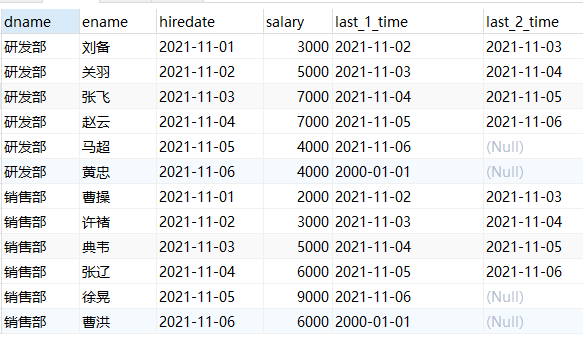 dname ename hiredate salary last_1_time last_2_time
研发部 刘备 2021-11-01 3000 2021-11-02 2021-11-03
研发部 关羽 2021-11-02 5000 2021-11-03 2021-11-04
研发部 张飞 2021-11-03 7000 2021-11-04 2021-11-05
研发部 赵云 2021-11-04 7000 2021-11-05 2021-11-06
研发部 马超 2021-11-05 4000 2021-11-06 (Null)
研发部 黄忠 2021-11-06 4000 2000-01-01 (Null)
销售部 曹操 2021-11-01 2000 2021-11-02 2021-11-03
销售部 许褚 2021-11-02 3000 2021-11-03 2021-11-04
销售部 典韦 2021-11-03 5000 2021-11-04 2021-11-05
销售部 张辽 2021-11-04 6000 2021-11-05 2021-11-06
销售部 徐晃 2021-11-05 9000 2021-11-06 (Null)
销售部 曹洪 2021-11-06 6000 2000-01-01 (Null)